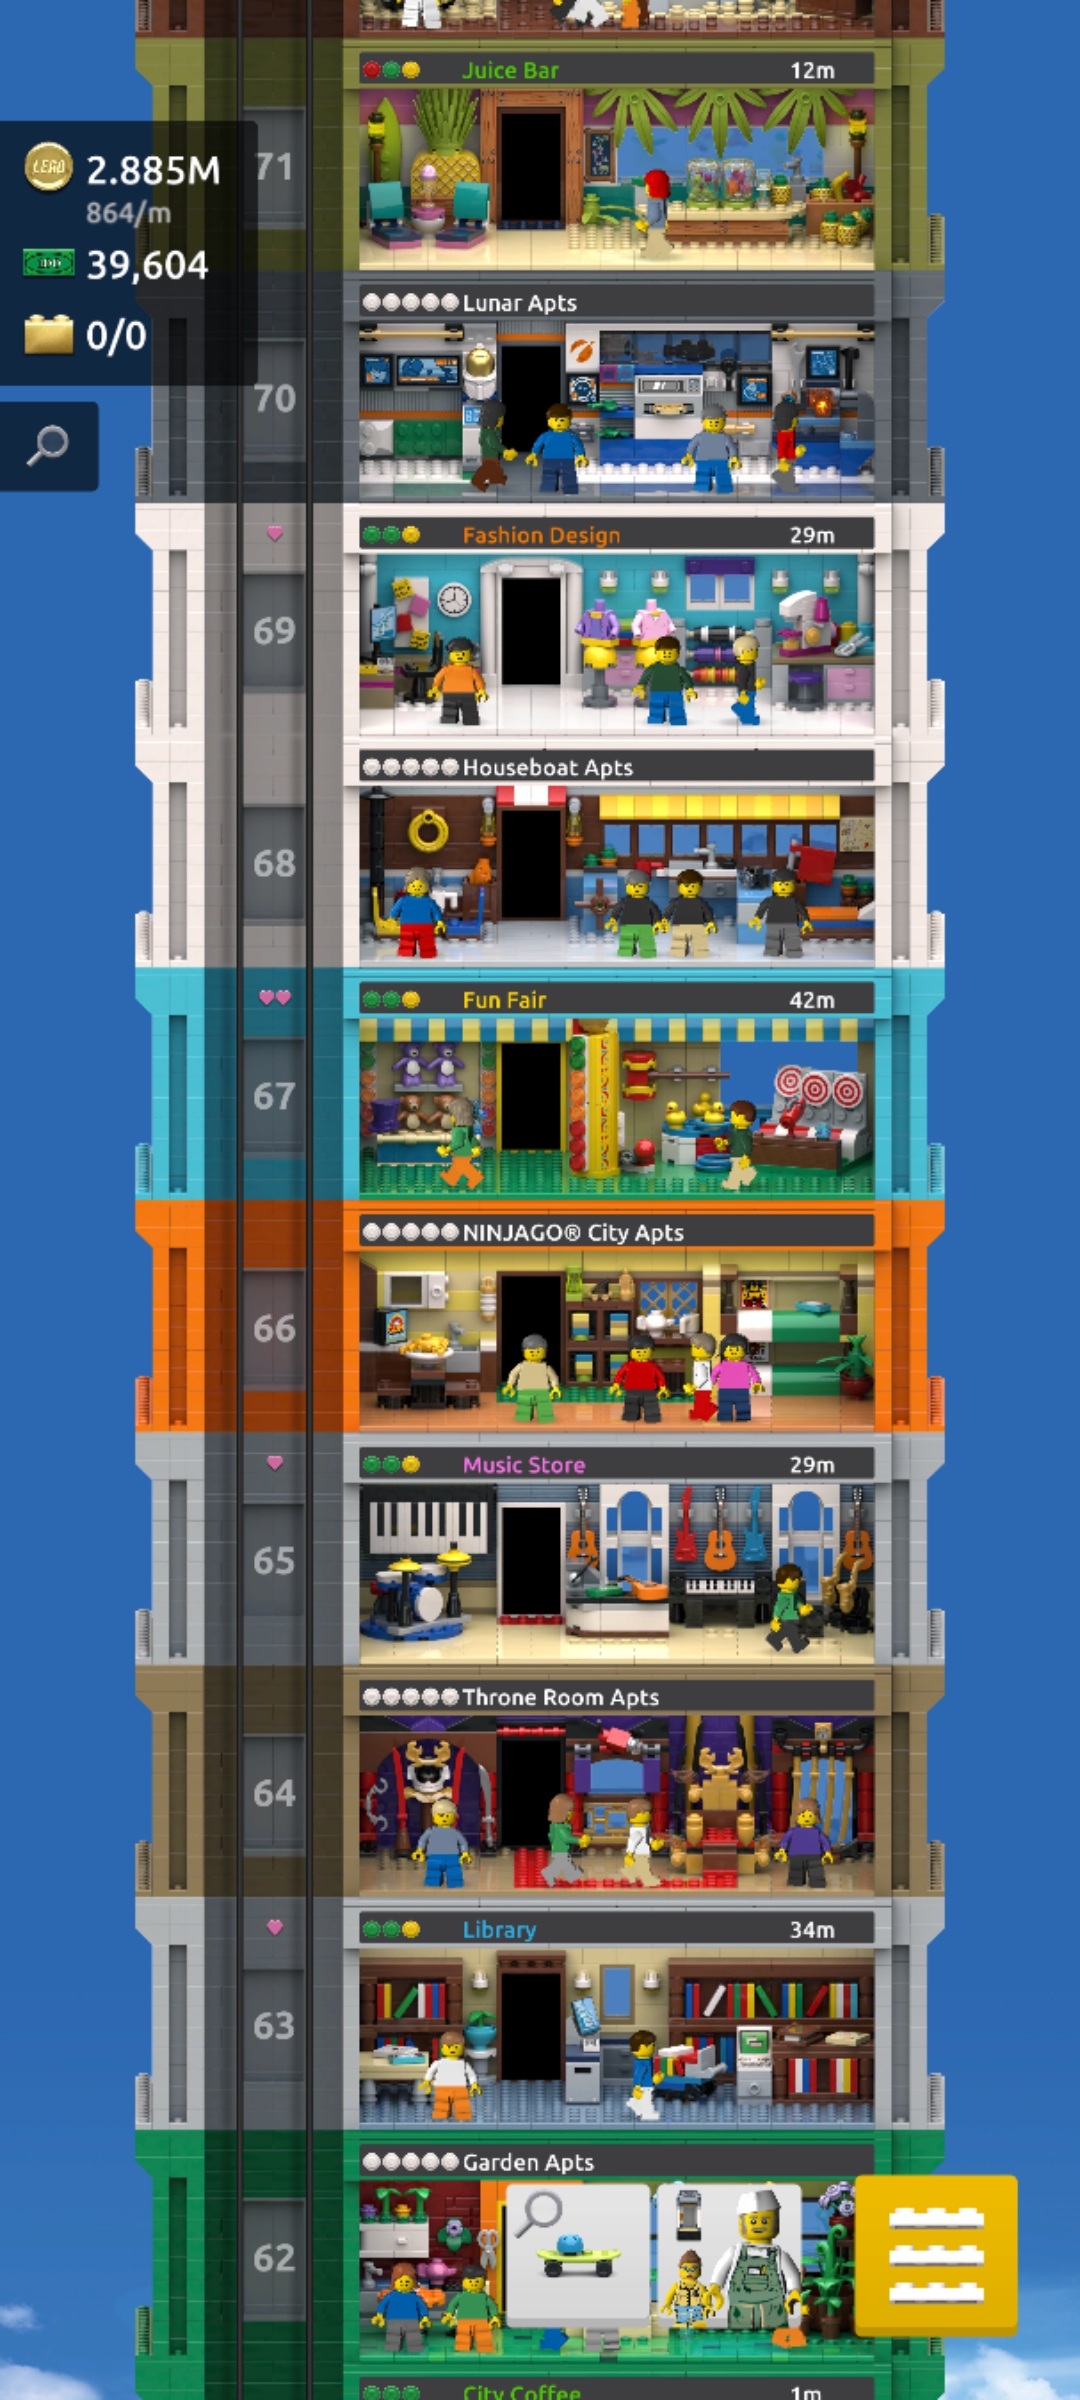 Juice Bar 12m
71
LEGO 2.885M
864/m
39,604
0/0
Lunar Apts
70
Fashion Design 29m
69
Houseboat Apts
68
Fun Fair 42m
67
NINJAGO® City Apts
66
Music Store 29m
65
Throne Room Apts
64
Library 34m
63
Garden Apts
62
City Coffee 1m